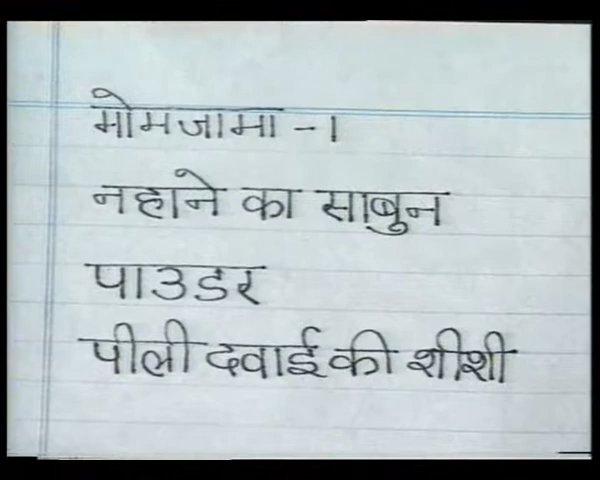 मोमजामा - 1
नहाने का साबुन
पाउडर
पीली दवाई की शीशी